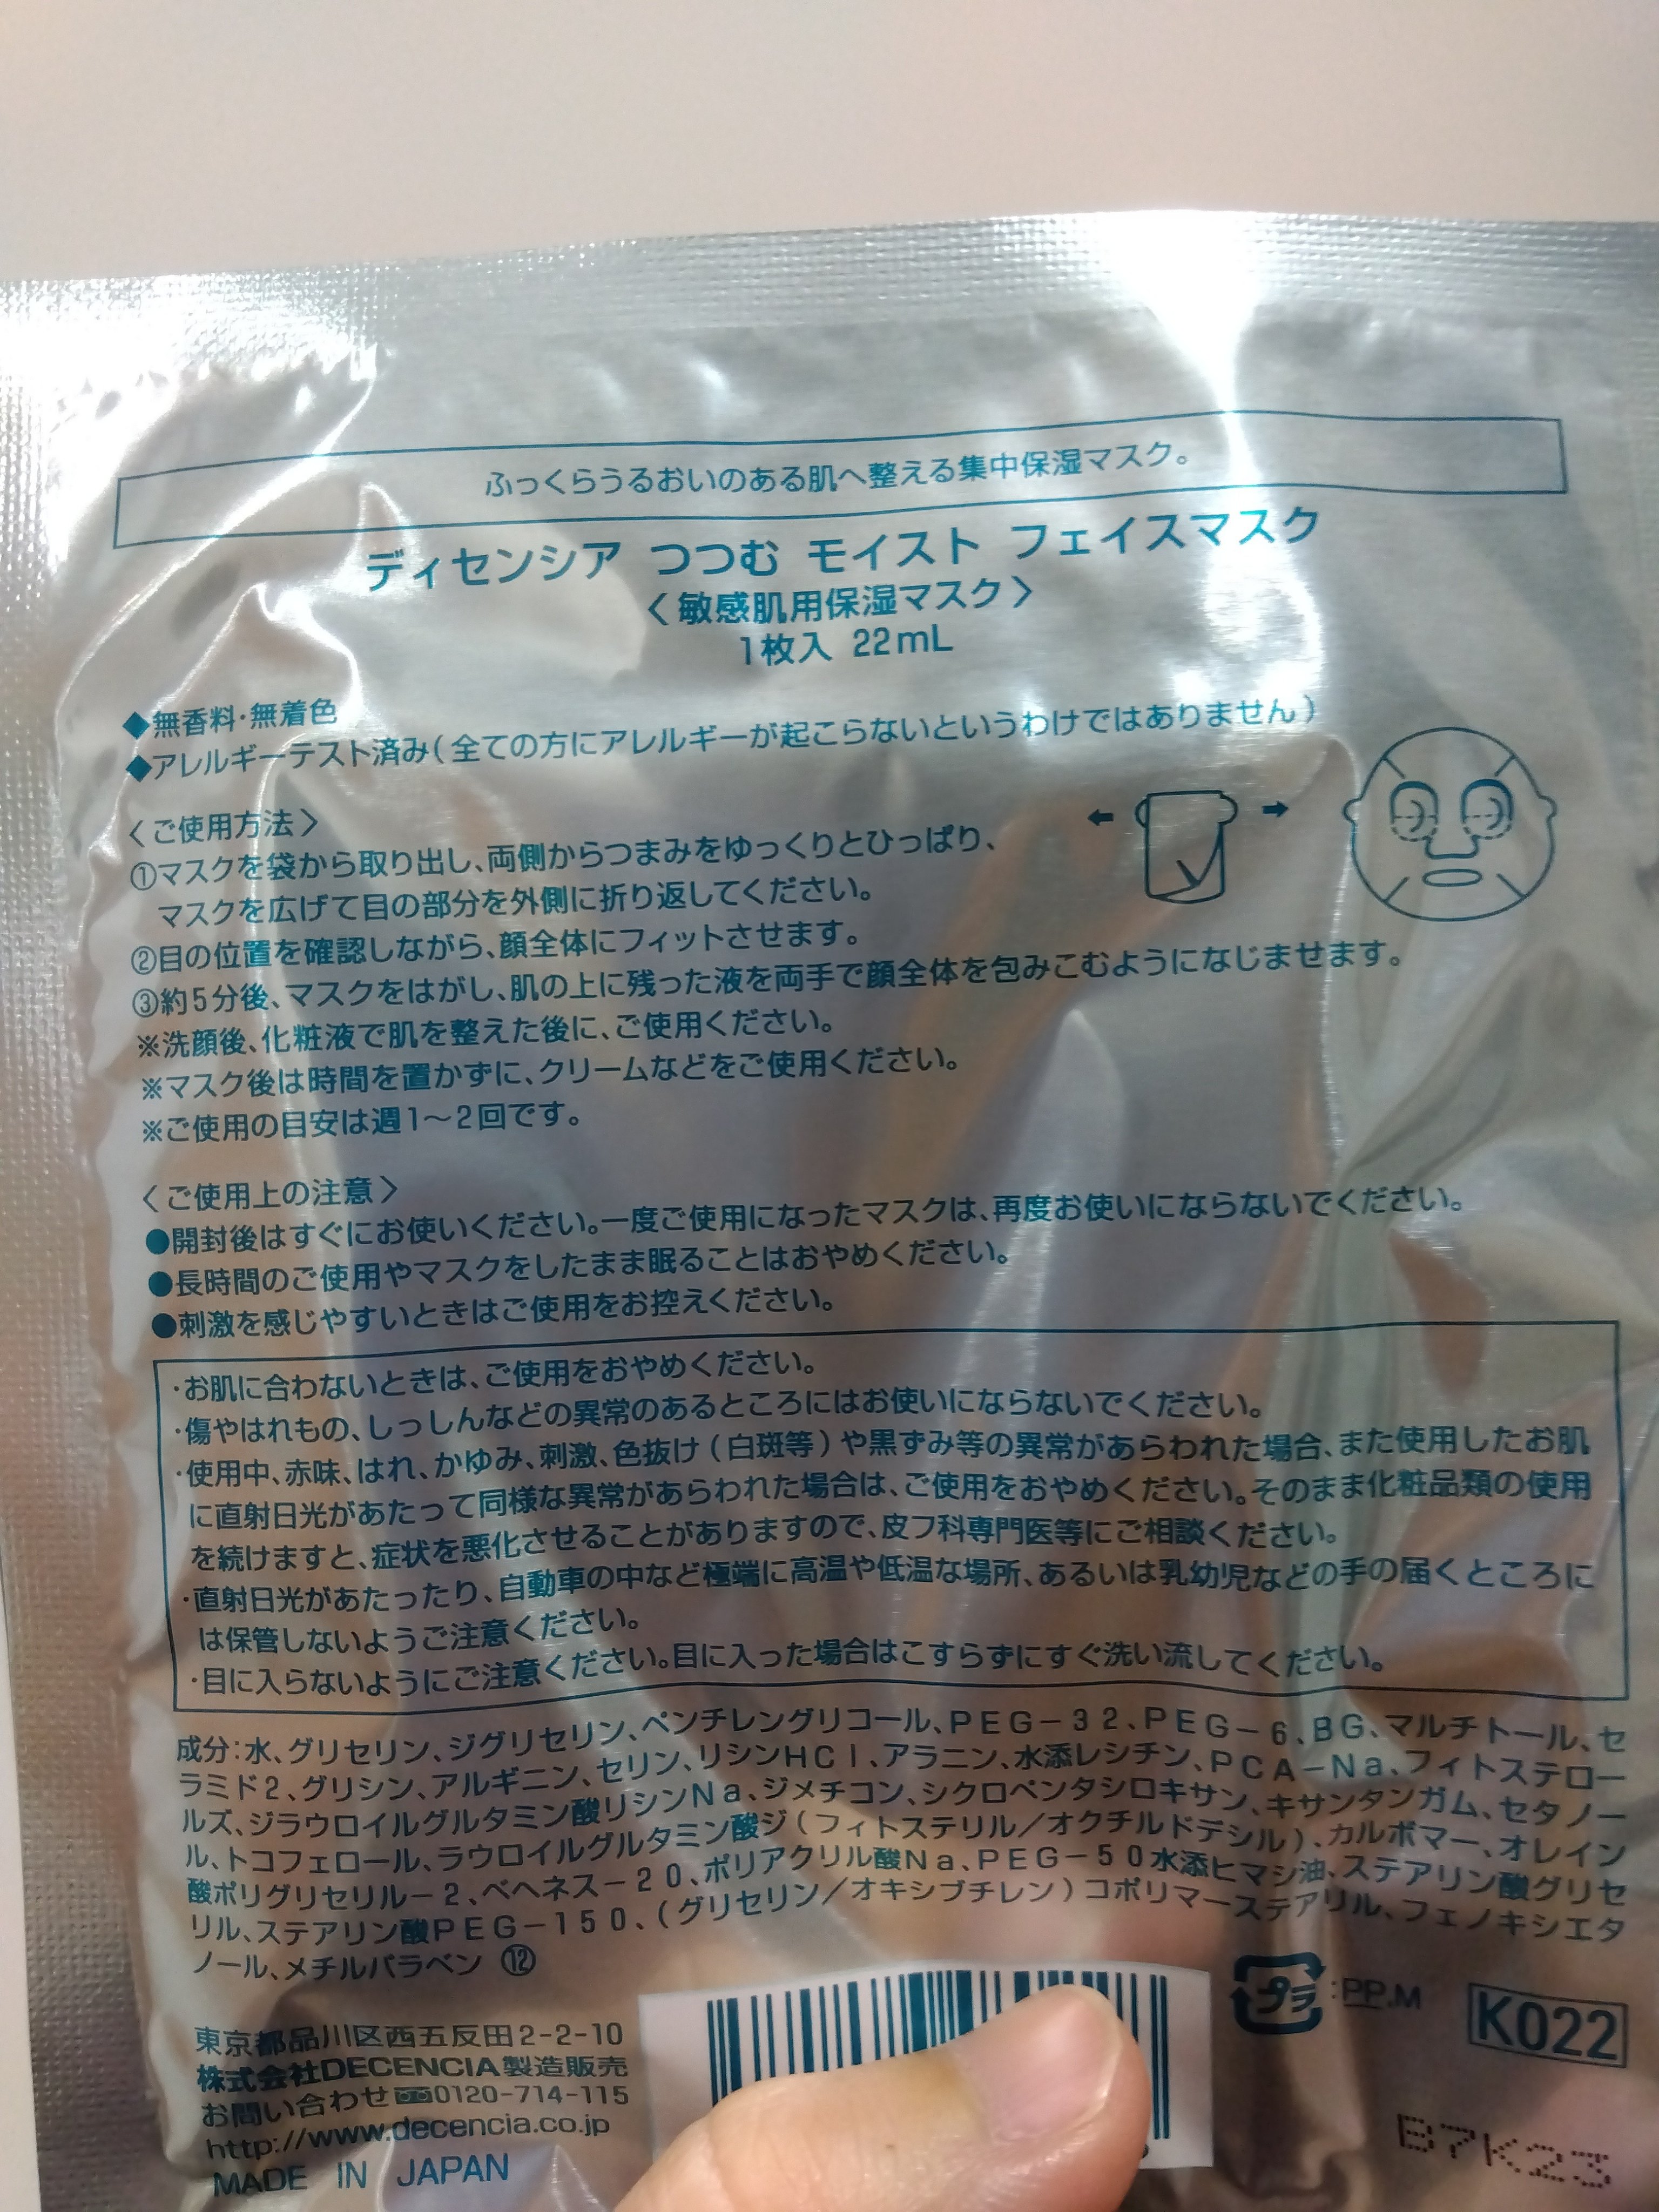 ふっくらうるおいのある肌へ整える集中保湿マスク。
ディセンシア つつむ モイスト フェイスマスク
〈敏感肌用保湿マスク〉
1枚入 22mL
◆無香料・無着色
◆アレルギーテスト済み(全ての方にアレルギーが起こらないというわけではありません)
〈ご使用方法〉
①マスクを袋から取り出し、両側からつまみをゆっくりとひっぱり、
マスクを広げて目の部分を外側に折り返してください。
②目の位置を確認しながら、顔全体にフィットさせます。
③約5分後、マスクをはがし、肌の上に残った液を両手で顔全体を包みこむようになじませます。
※洗顔後、化粧液で肌を整えた後に、ご使用ください。
※マスク後は時間を置かずに、クリームなどをご使用ください。
※ご使用の目安は週1～2回です。
〈ご使用上の注意〉
●開封後はすぐにお使いください。一度ご使用になったマスクは、再度お使いにならないでください。
●長時間のご使用やマスクをしたまま眠ることはおやめください。
●刺激を感じやすいときはご使用をお控えください。
・お肌に合わないときは、ご使用をおやめください。
・傷やはれもの、しっしんなどの異常のあるところにはお使いにならないでください。
・使用中、赤味、はれ、かゆみ、刺激、色抜け(白斑等)や黒ずみ等の異常があらわれた場合、また使用したお肌
に直射日光があたって同様な異常があらわれた場合は、ご使用をおやめください。そのまま化粧品類の使用
を続けますと、症状を悪化させることがありますので、皮フ科専門医等にご相談ください。
・直射日光があたったり、自動車の中など極端に高温や低温な場所、あるいは乳幼児などの手の届くところに
は保管しないようご注意ください。
・目に入らないようにご注意ください。目に入った場合はこすらずにすぐ洗い流してください。
成分:水、グリセリン、ジグリセリン、ペンチレングリコール、PEG-32、PEG-6、BG、マルチトール、セ
ラミド2、グリシン、アルギニン、セリン、リシンHCl、アラニン、水添レシチン、PCA-Na、フィトステロー
ルズ、ジラウロイルグルタミン酸リシンNa、ジメチコン、シクロペンタシロキサン、キサンタンガム、セタノー
ル、トコフェロール、ラウロイルグルタミン酸ジ(フィトステリル/オクチルドデシル)、カルボマー、オレイン
酸ポリグリセリル-2、ベヘネス-20、ポリアクリル酸Na、PEG-50水添ヒマシ油、ステアリン酸グリセ
リル、ステアリン酸PEG-150、(グリセリン/オキシブチレン)コポリマーステアリル、フェノキシエタ
ノール、メチルパラベン ⑫
プラ:PP.M
K022
東京都品川区西五反田2-2-10
株式会社DECENCIA製造販売
お問い合わせ 0120-714-115
http://www.decencia.co.jp
MADE IN JAPAN
B7K23